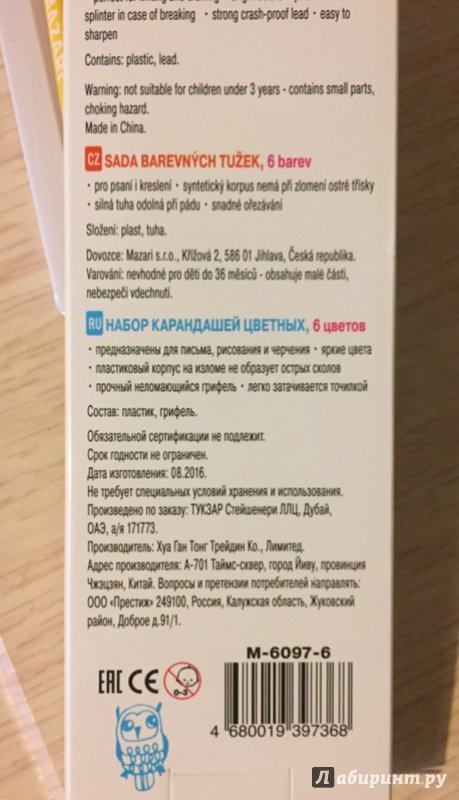 splinter in case of breaking • strong crash-proof lead • easy to
sharpen
Contains: plastic, lead.
Warning: not suitable for children under 3 years - contains small parts,
choking hazard.
Made in China.
CZ SADA BAREVNÝCH TUŽEK, 6 barev
• pro psaní i kreslení • syntetický korpus nemá při zlomení ostré třísky
• silná tuha odolná při pádu • snadné ořezávání
Složení: plast, tuha.
Dovozce: Mazari s.r.o., Křížová 2, 586 01 Jihlava, Česká republika.
Varování: nevhodné pro děti do 36 měsíců - obsahuje malé části,
nebezpečí vdechnutí.
RU НАБОР КАРАНДАШЕЙ ЦВЕТНЫХ, 6 цветов
• предназначены для письма, рисования и черчения • яркие цвета
• пластиковый корпус на изломе не образует острых сколов
• прочный неломающийся грифель • легко затачивается точилкой
Состав: пластик, грифель.
Обязательной сертификации не подлежит.
Срок годности не ограничен.
Дата изготовления: 08.2016.
Не требует специальных условий хранения и использования.
Произведено по заказу: ТУКЗАР Стейшенери ЛЛЦ, Дубай,
ОАЭ, а/я 171773.
Производитель: Хуа Ган Тонг Трейдин Ко., Лимитед.
Адрес производителя: А-701 Таймс-сквер, город Йиву, провинция
Чжэцзян, Китай. Вопросы и претензии потребителей направлять:
ООО «Престиж» 249100, Россия, Калужская область, Жуковский
район, Доброе д.91/1.
M-6097-6
EAC CE 0-3
4 680019 397368
Лабиринт.ру